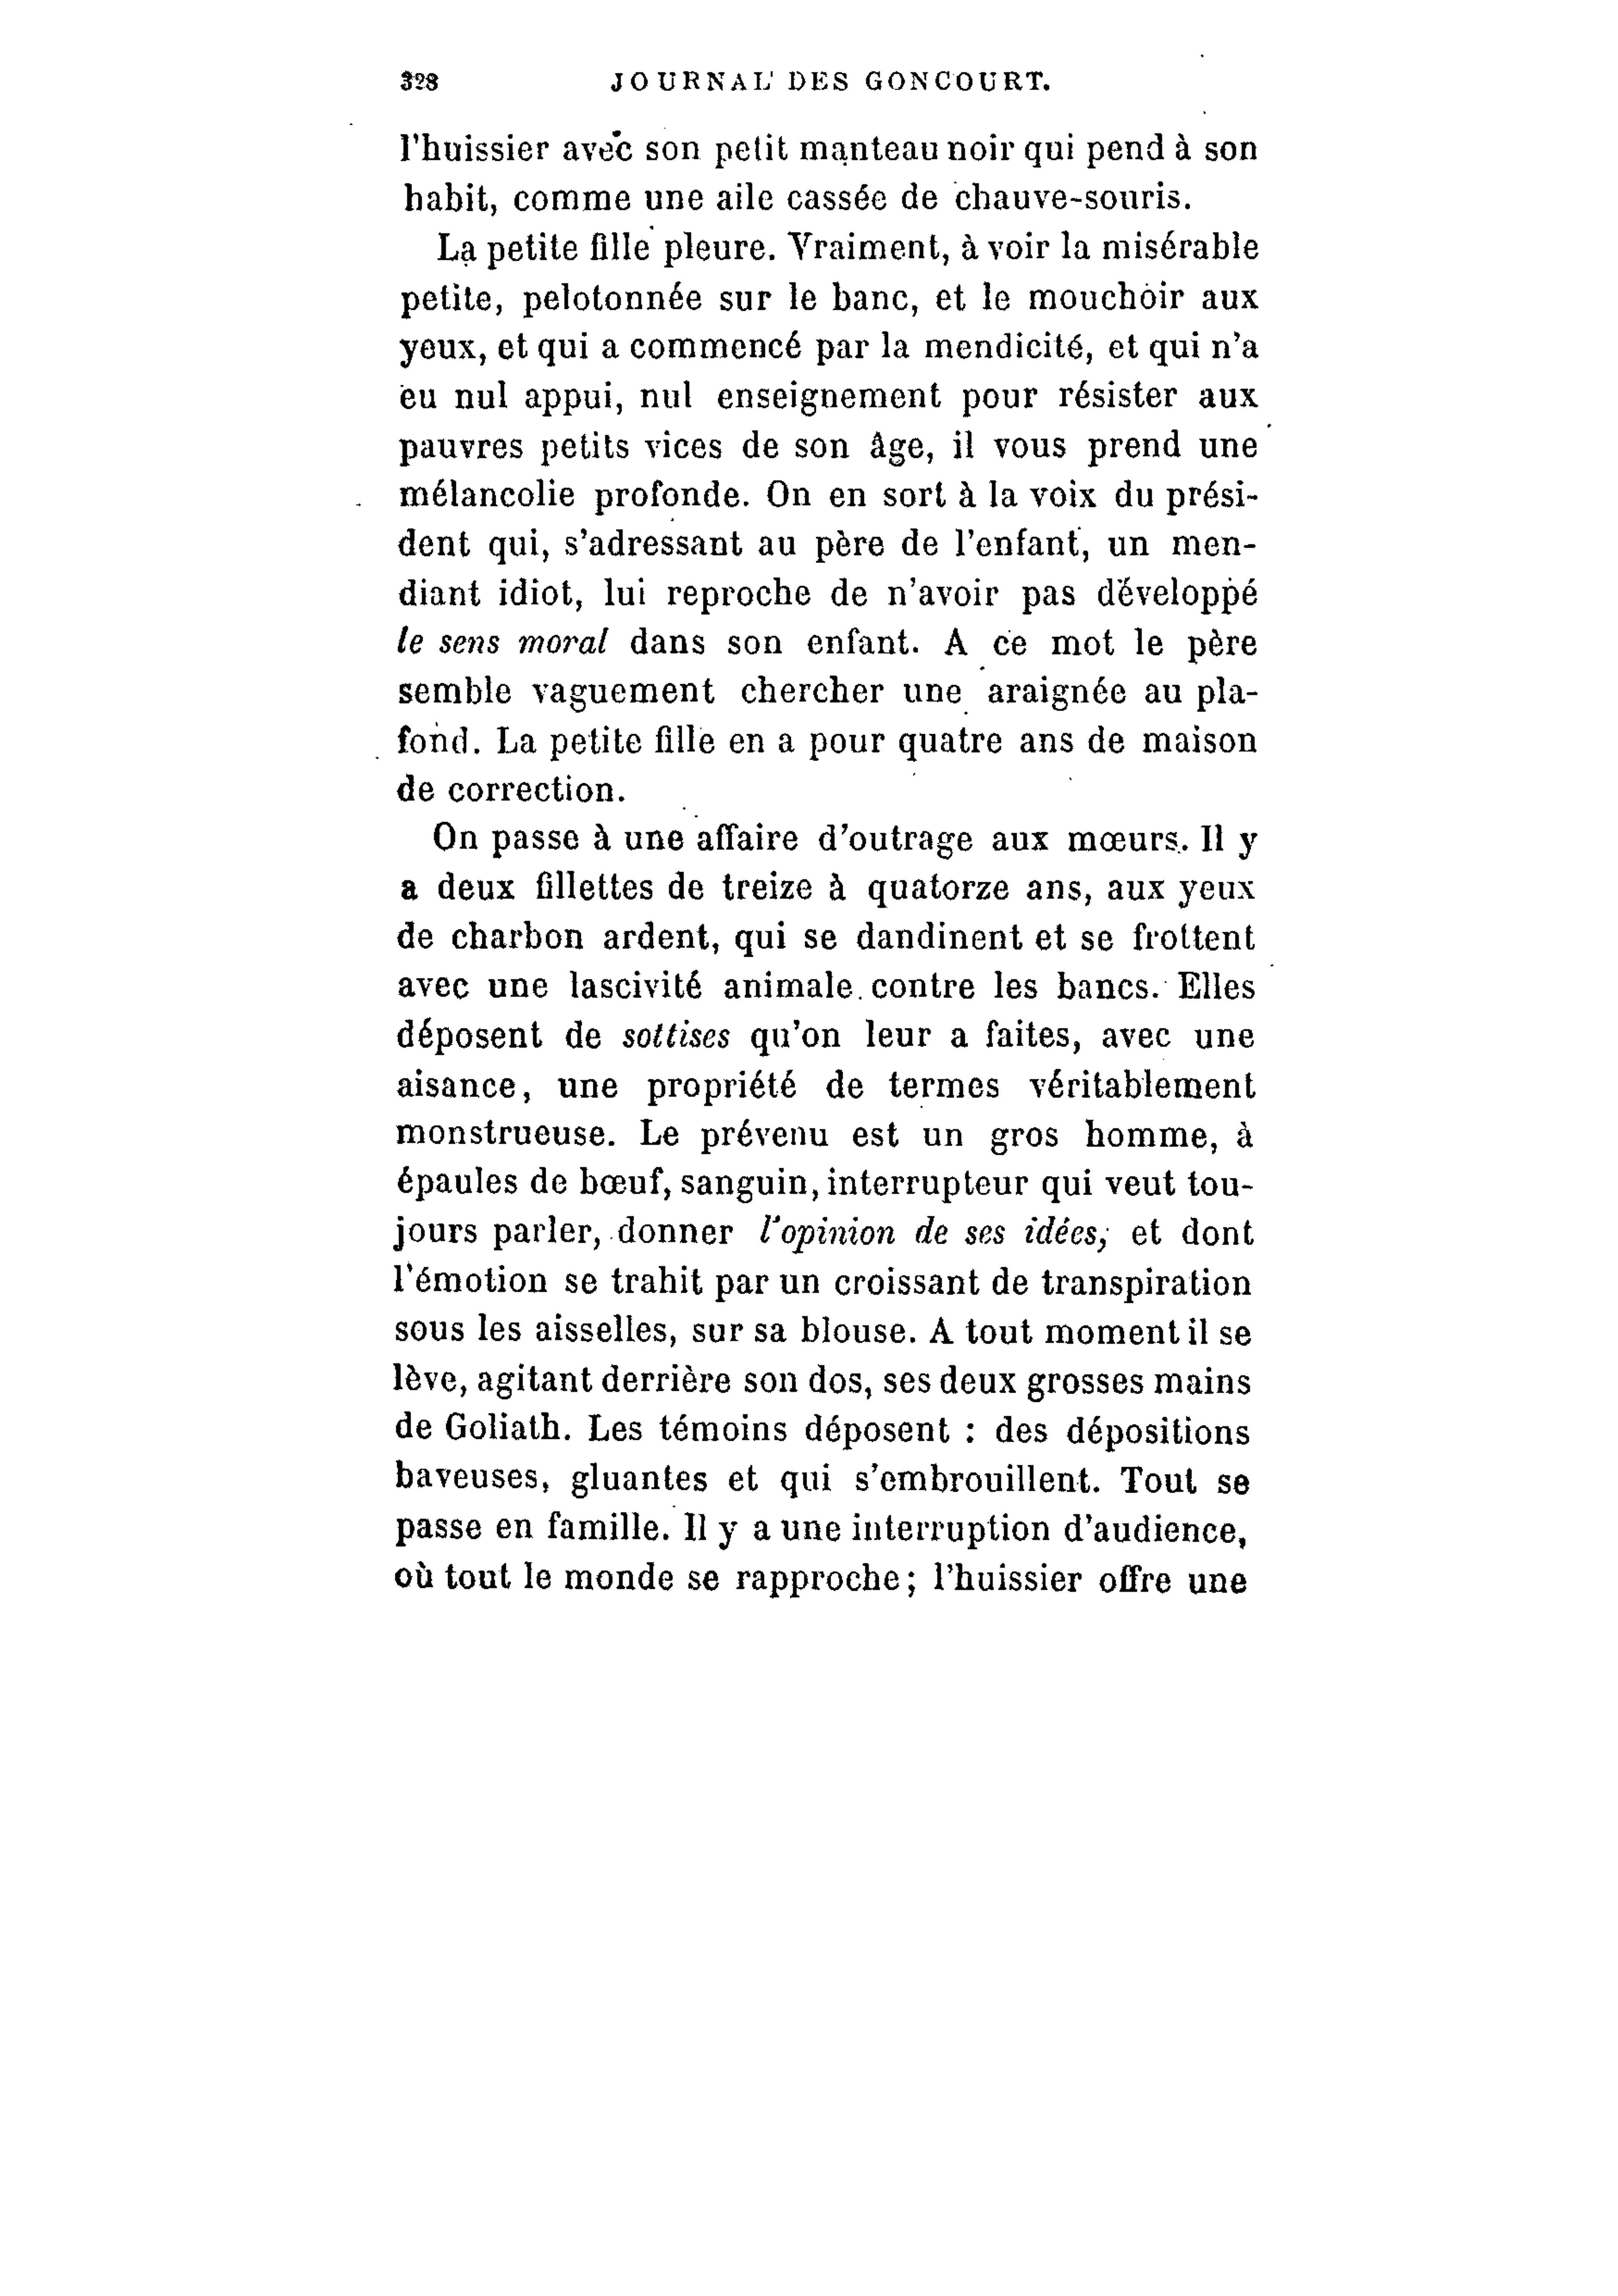 328 JOURNAL DES GONCOURT.
l'huissier avec son petit manteau noir qui pend à son
habit, comme une aile cassée de chauve-souris.
La petite fille pleure. Vraiment, à voir la misérable
petite, pelotonnée sur le banc, et le mouchoir aux
yeux, et qui a commencé par la mendicité, et qui n'a
eu nul appui, nul enseignement pour résister aux
pauvres petits vices de son âge, il vous prend une
mélancolie profonde. On en sort à la voix du prési-
dent qui, s'adressant au père de l'enfant, un men-
diant idiot, lui reproche de n'avoir pas développé
le sens moral dans son enfant. A ce mot le père
semble vaguement chercher une araignée au pla-
fond. La petite fille en a pour quatre ans de maison
de correction.
On passe à une affaire d'outrage aux mœurs. Il y
a deux fillettes de treize à quatorze ans, aux yeux
de charbon ardent, qui se dandinent et se frottent
avec une lascivité animale contre les bancs. Elles
déposent de sottises qu'on leur a faites, avec une
aisance, une propriété de termes véritablement
monstrueuse. Le prévenu est un gros homme, à
épaules de bœuf, sanguin, interrupteur qui veut tou-
jours parler, donner l'opinion de ses idées, et dont
l'émotion se trahit par un croissant de transpiration
sous les aisselles, sur sa blouse. A tout moment il se
lève, agitant derrière son dos, ses deux grosses mains
de Goliath. Les témoins déposent : des dépositions
baveuses, gluantes et qui s'embrouillent. Tout se
passe en famille. Il y a une interruption d'audience,
où tout le monde se rapproche; l'huissier offre une